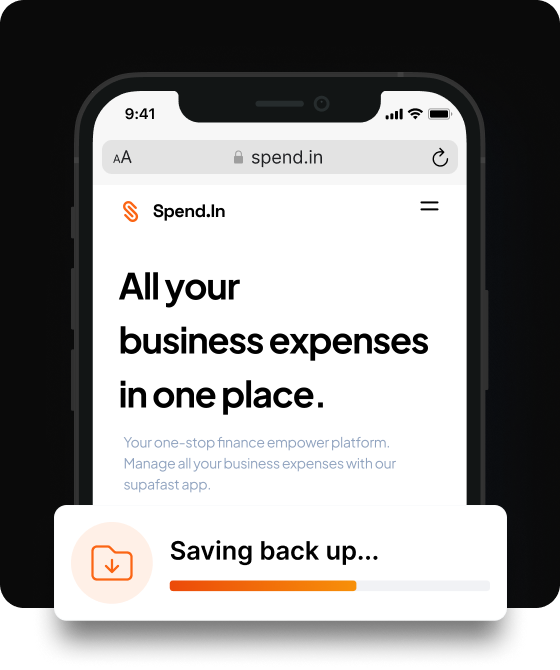 9:41
AA spend.in
Spend.In
All your
business expenses
in one place.
Your one-stop finance empower platform.
Manage all your business expenses with our
supafast app.
Saving back up...